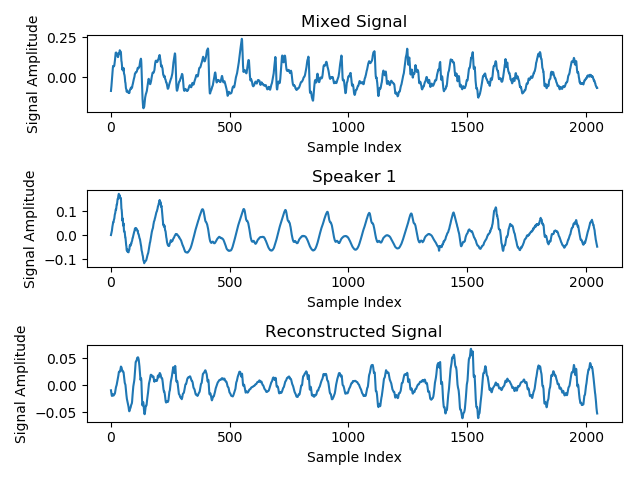 Mixed Signal
Signal Amplitude
0.25
0.00
0 500 1000 1500 2000
Sample Index
Speaker 1
Signal Amplitude
0.1
0.0
−0.1
0 500 1000 1500 2000
Sample Index
Reconstructed Signal
Signal Amplitude
0.05
0.00
−0.05
0 500 1000 1500 2000
Sample Index